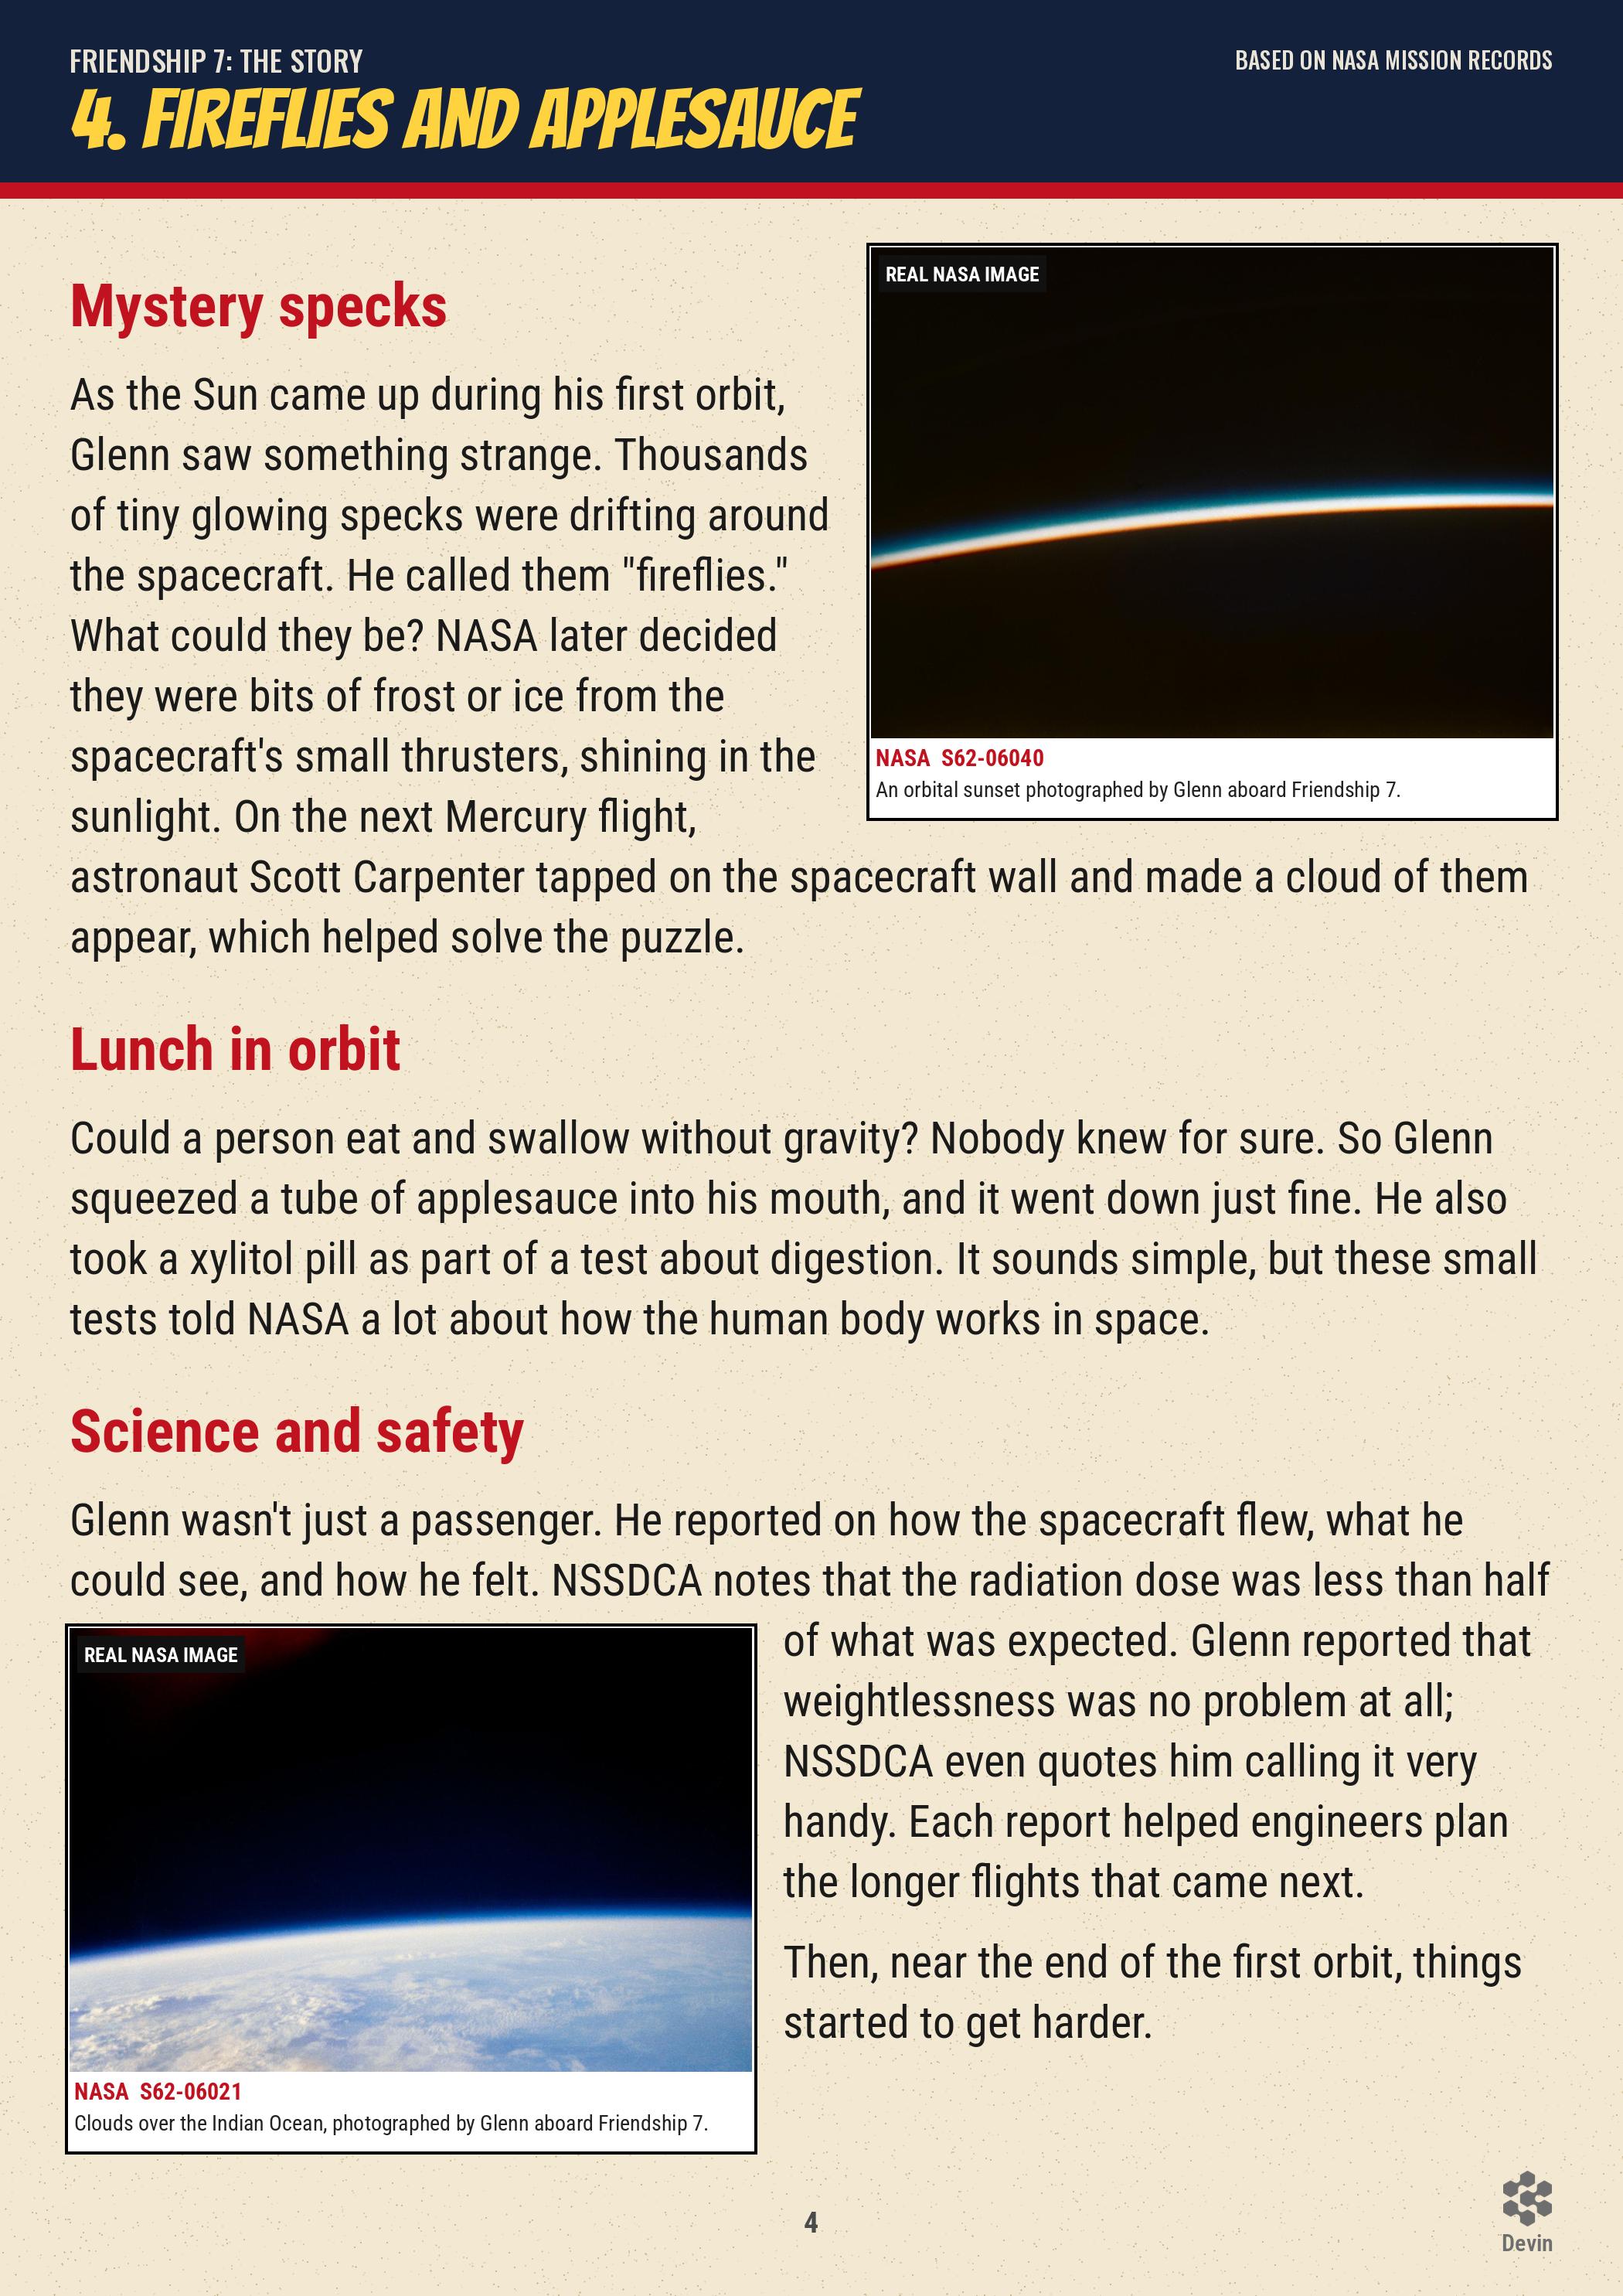 FRIENDSHIP 7: THE STORY
BASED ON NASA MISSION RECORDS
4. FIREFLIES AND APPLESAUCE
Mystery specks
As the Sun came up during his first orbit,
Glenn saw something strange. Thousands
of tiny glowing specks were drifting around
the spacecraft. He called them "fireflies."
What could they be? NASA later decided
they were bits of frost or ice from the
spacecraft's small thrusters, shining in the
sunlight. On the next Mercury flight,
astronaut Scott Carpenter tapped on the spacecraft wall and made a cloud of them
appear, which helped solve the puzzle.
REAL NASA IMAGE
NASA S62-06040
An orbital sunset photographed by Glenn aboard Friendship 7.
Lunch in orbit
Could a person eat and swallow without gravity? Nobody knew for sure. So Glenn
squeezed a tube of applesauce into his mouth, and it went down just fine. He also
took a xylitol pill as part of a test about digestion. It sounds simple, but these small
tests told NASA a lot about how the human body works in space.
Science and safety
Glenn wasn't just a passenger. He reported on how the spacecraft flew, what he
could see, and how he felt. NSSDCA notes that the radiation dose was less than half
of what was expected. Glenn reported that
weightlessness was no problem at all;
NSSDCA even quotes him calling it very
handy. Each report helped engineers plan
the longer flights that came next.
Then, near the end of the first orbit, things
started to get harder.
REAL NASA IMAGE
NASA S62-06021
Clouds over the Indian Ocean, photographed by Glenn aboard Friendship 7.
4
Devin